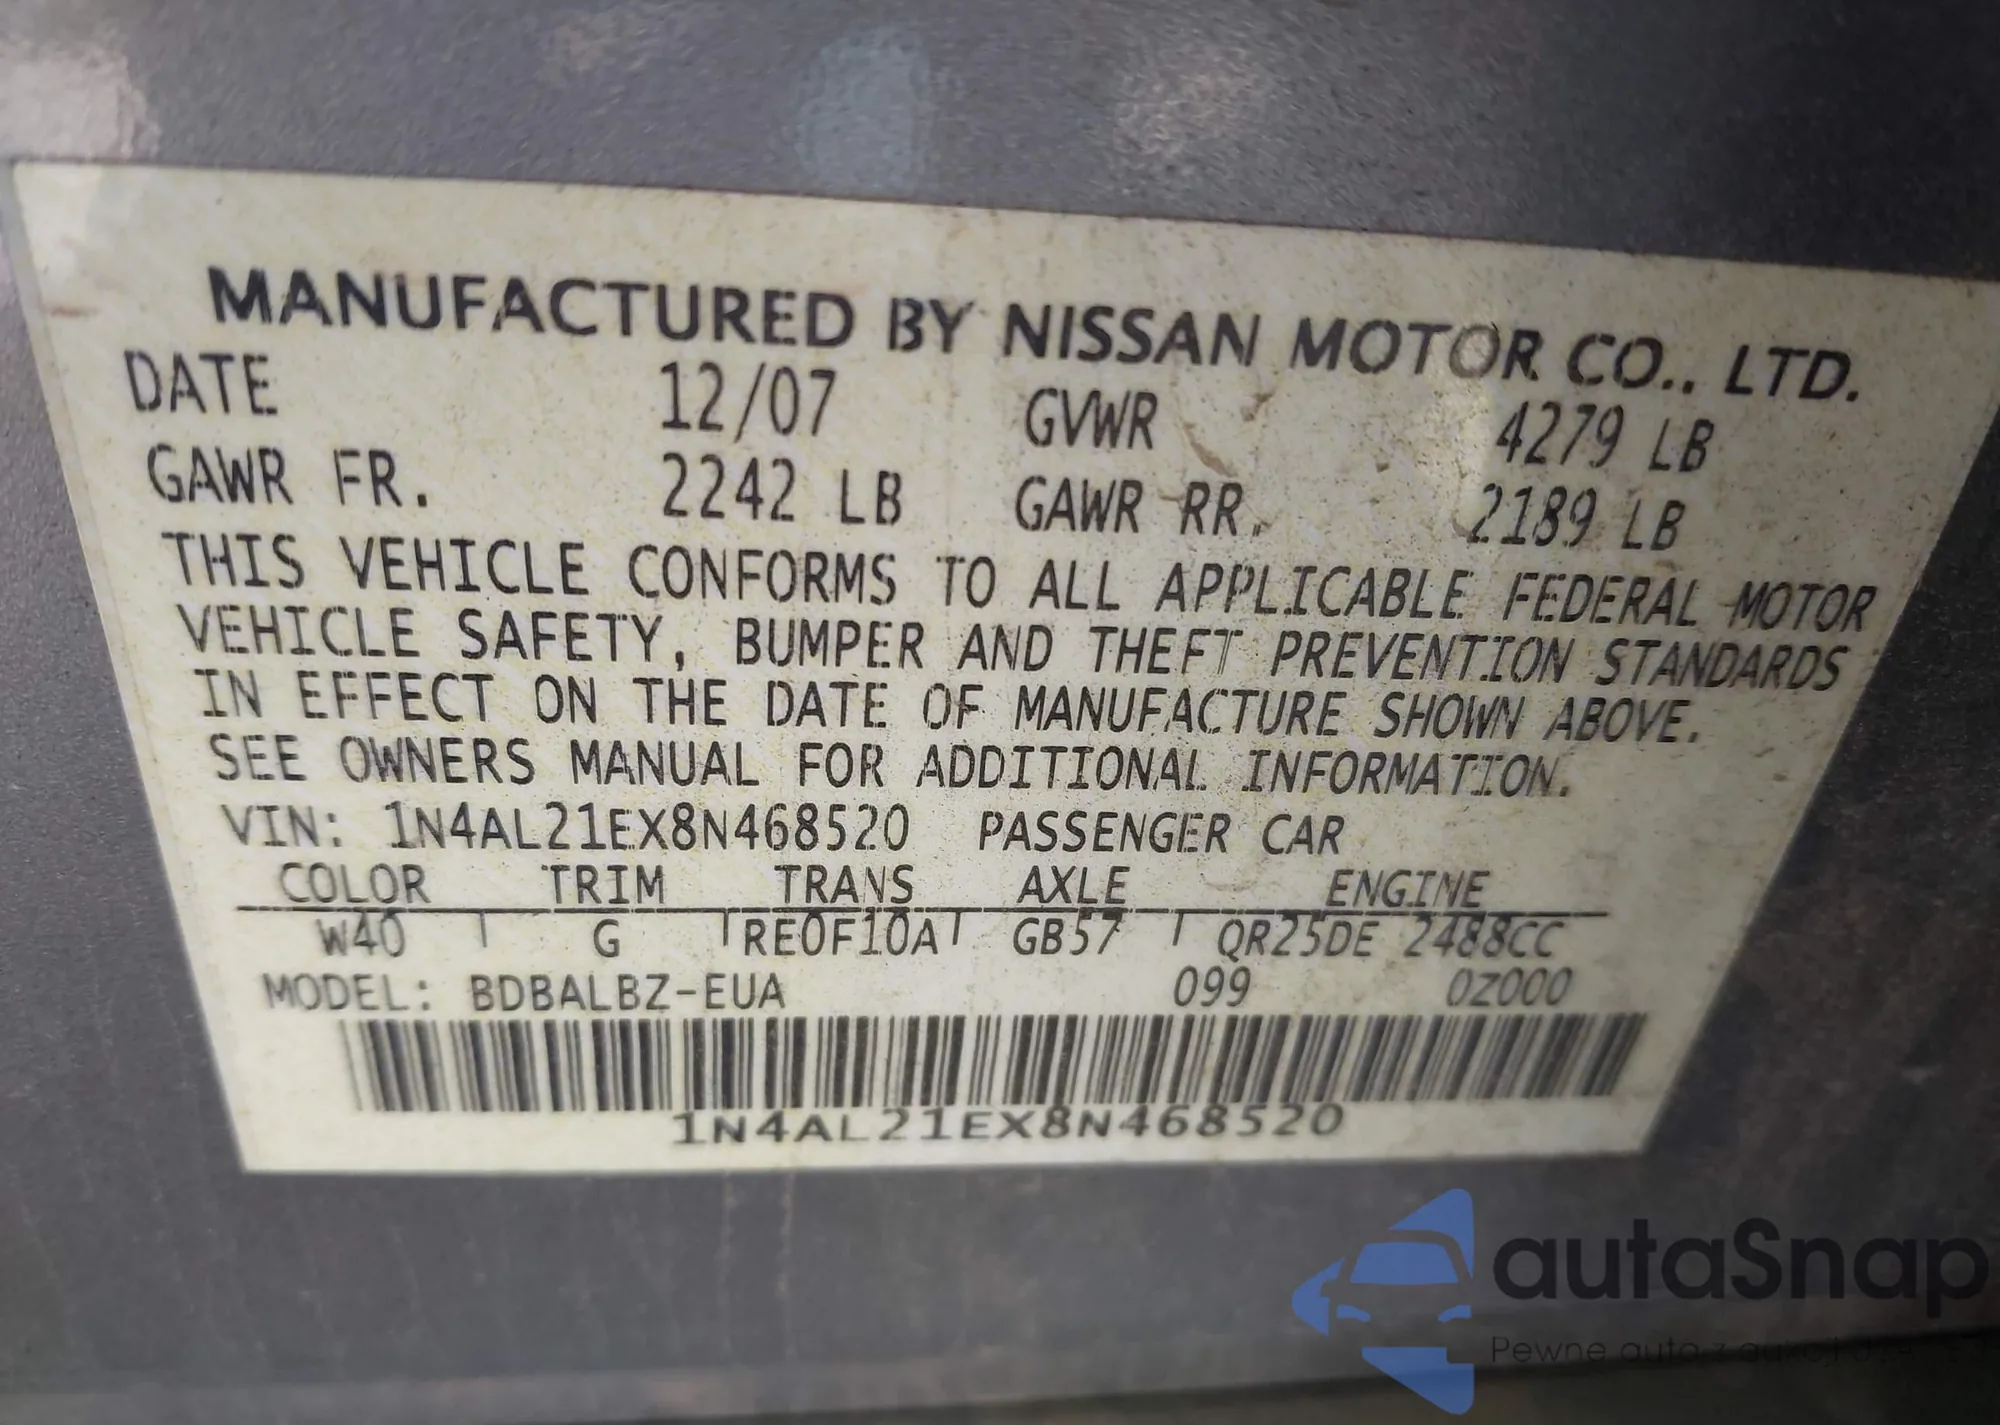 MANUFACTURED BY NISSAN MOTOR CO., LTD.
DATE 12/07 GVWR 4279 LB
GAWR FR. 2242 LB GAWR RR. 2189 LB
THIS VEHICLE CONFORMS TO ALL APPLICABLE FEDERAL MOTOR
VEHICLE SAFETY, BUMPER AND THEFT PREVENTION STANDARDS
IN EFFECT ON THE DATE OF MANUFACTURE SHOWN ABOVE.
SEE OWNERS MANUAL FOR ADDITIONAL INFORMATION.
VIN: 1N4AL21EX8N468520 PASSENGER CAR
COLOR TRIM TRANS AXLE ENGINE
W40 G RE0F10A GB57 QR25DE 2488CC
MODEL: BDBALBZ-EUA 099 0Z000
1N4AL21EX8N468520
autaSnap
Pewne auta z aukcji